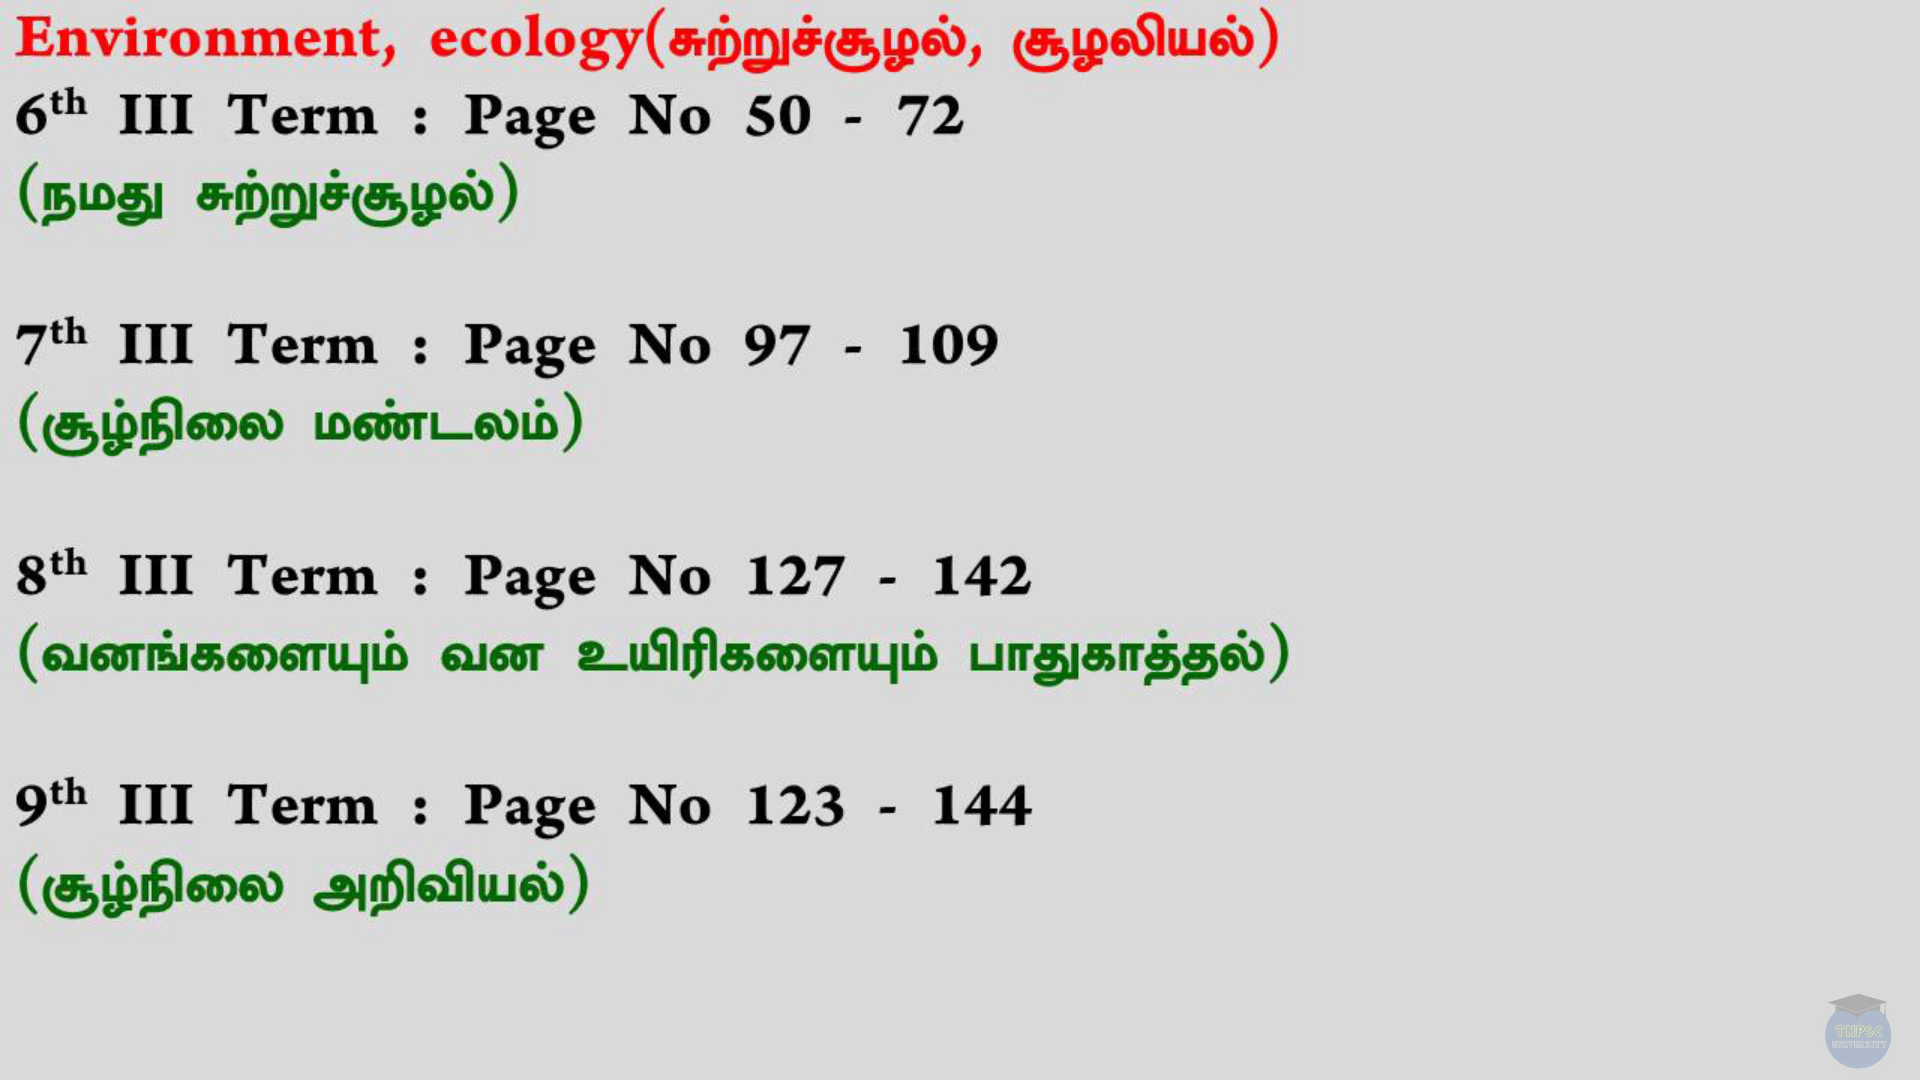 Environment, ecology(சுற்றுச்சூழல், சூழலியல்)
6th III Term : Page No 50 - 72
(நமது சுற்றுச்சூழல்)
7th III Term : Page No 97 - 109
(சூழ்நிலை மண்டலம்)
8th III Term : Page No 127 - 142
(வனங்களையும் வன உயிரிகளையும் பாதுகாத்தல்)
9th III Term : Page No 123 - 144
(சூழ்நிலை அறிவியல்)
TNPSC